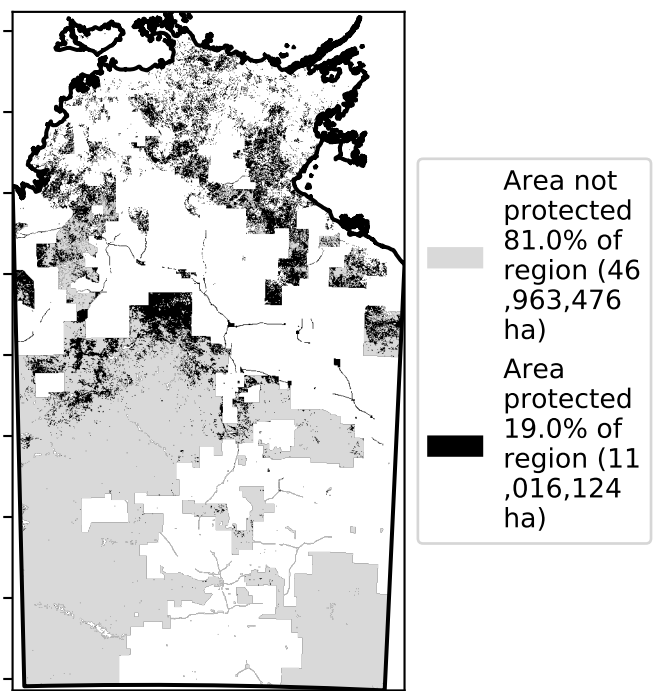 Area not
protected
81.0% of
region (46
,963,476
ha)
Area
protected
19.0% of
region (11
,016,124
ha)